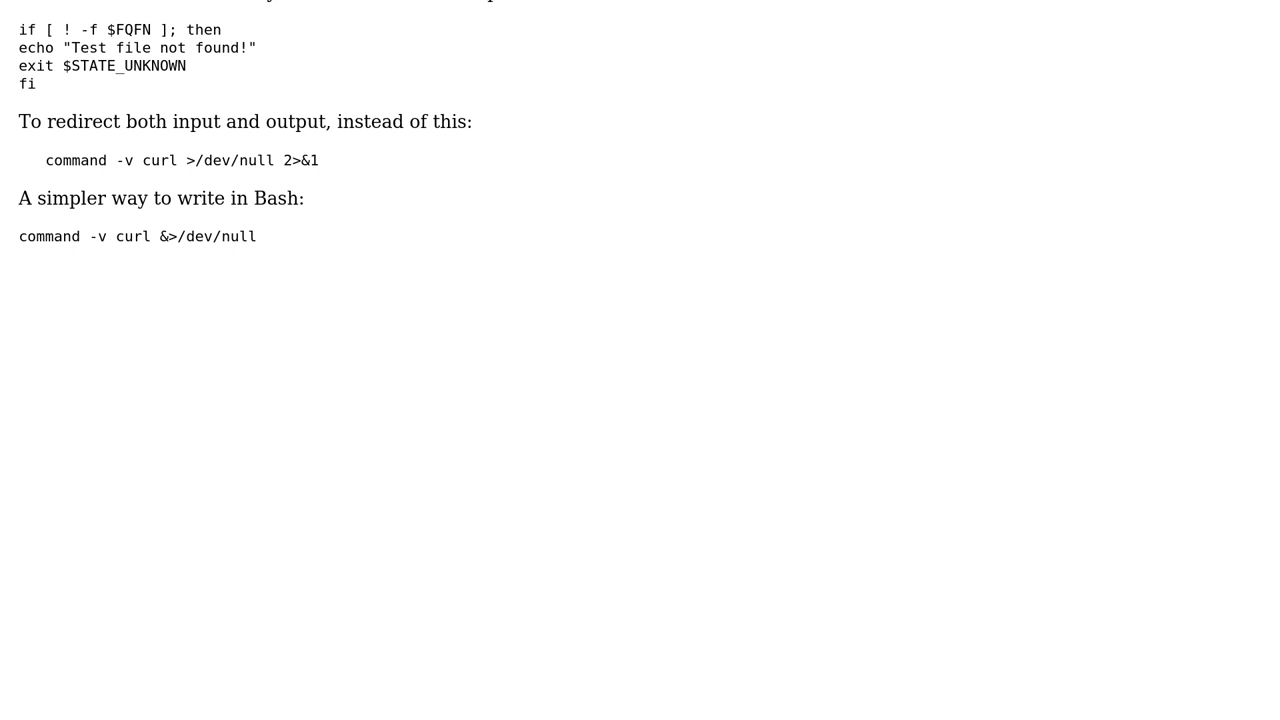 if [ ! -f $FQFN ]; then
echo "Test file not found!"
exit $STATE_UNKNOWN
fi
To redirect both input and output, instead of this:
command -v curl >/dev/null 2>&1
A simpler way to write in Bash:
command -v curl &>/dev/null